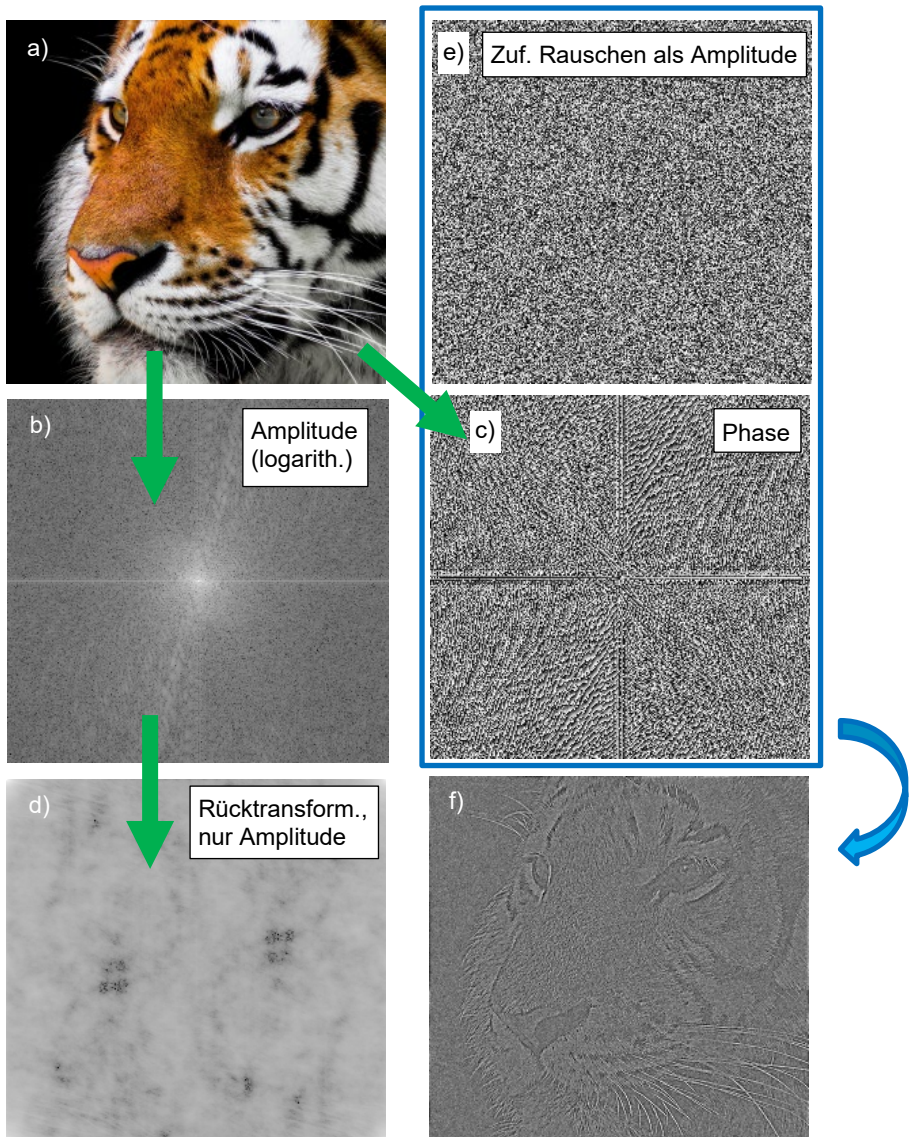 a)
e)
Zuf. Rauschen als Amplitude
b)
Amplitude
(logarith.)
c)
Phase
d)
Rücktransform.,
nur Amplitude
f)